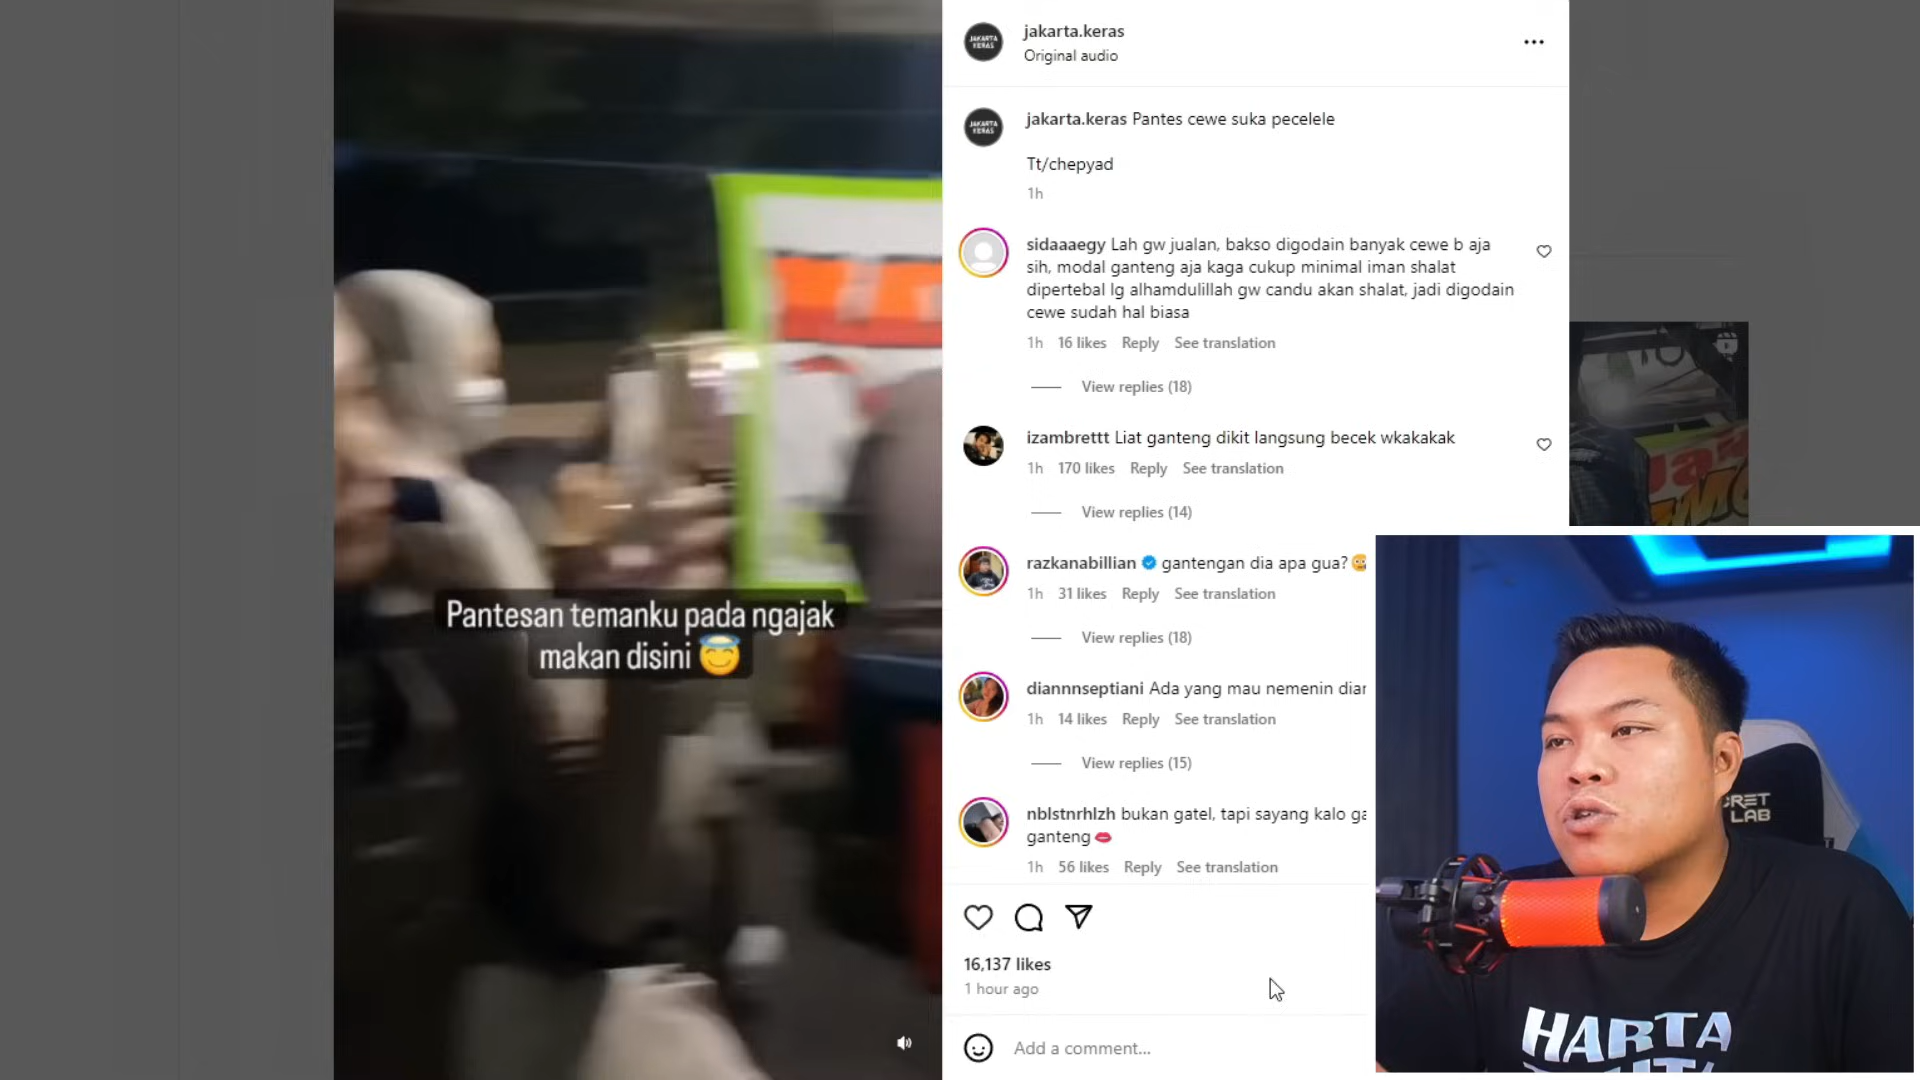 jakarta.keras
Original audio
jakarta.keras Pantes cewe suka pecelele
Tt/chepyad
1h
sidaaaegy Lah gw jualan, bakso digodain banyak cewe b aja
sih, modal ganteng aja kaga cukup minimal iman shalat
dipertebal lg alhamdulillah gw candu akan shalat, jadi digodain
cewe sudah hal biasa
1h 16 likes Reply See translation
View replies (18)
izambrettt Liat ganteng dikit langsung becek wkakakak
1h 170 likes Reply See translation
View replies (14)
razkanabillian gantengan dia apa gua?😳
1h 31 likes Reply See translation
View replies (18)
diannnseptiani Ada yang mau nemenin
1h 14 likes Reply See translation
View replies (15)
nblstnrhlzh bukan gatel, tapi sayang kalo
ganteng💋
1h 56 likes Reply See translation
16,137 likes
1 hour ago
Add a comment...
Pantesan temanku pada ngajak
makan disini 😇
JAKARTA
KERAS
JAKARTA
KERAS
LAB
HARTA